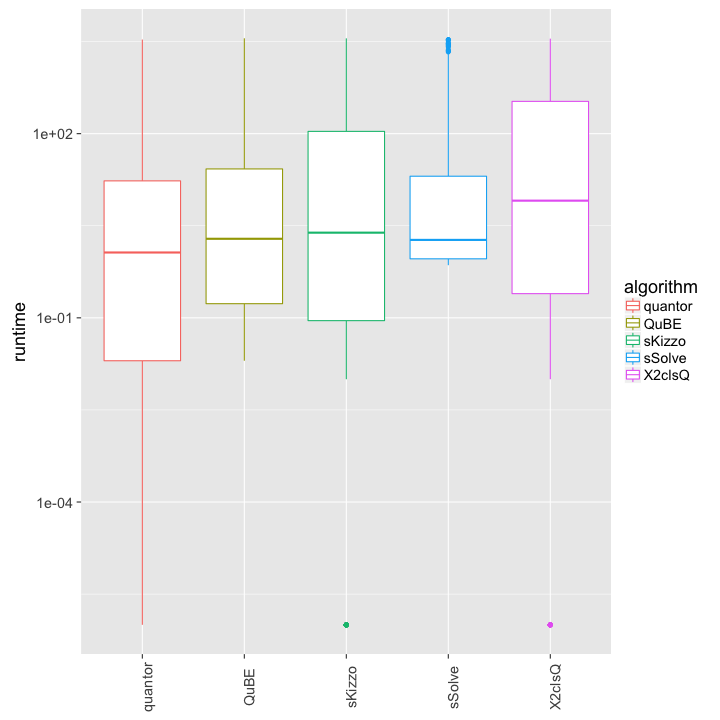 1e+02
1e-01
1e-04
runtime
quantor
QuBE
sKizzo
sSolve
X2clsQ
algorithm
quantor
QuBE
sKizzo
sSolve
X2clsQ